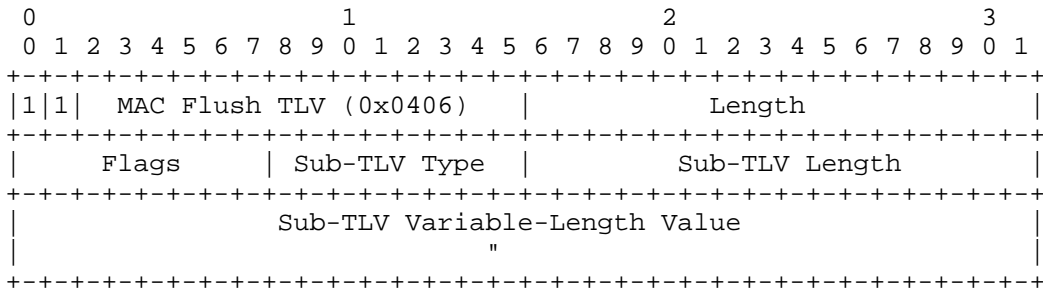 0                   1                   2                   3
 0 1 2 3 4 5 6 7 8 9 0 1 2 3 4 5 6 7 8 9 0 1 2 3 4 5 6 7 8 9 0 1
+-+-+-+-+-+-+-+-+-+-+-+-+-+-+-+-+-+-+-+-+-+-+-+-+-+-+-+-+-+-+-+-+
|1|1|  MAC Flush TLV (0x0406)   |           Length              |
+-+-+-+-+-+-+-+-+-+-+-+-+-+-+-+-+-+-+-+-+-+-+-+-+-+-+-+-+-+-+-+-+
|     Flags     | Sub-TLV Type  |         Sub-TLV Length        |
+-+-+-+-+-+-+-+-+-+-+-+-+-+-+-+-+-+-+-+-+-+-+-+-+-+-+-+-+-+-+-+-+
|               Sub-TLV Variable-Length Value                   |
|                             "                                 |
+-+-+-+-+-+-+-+-+-+-+-+-+-+-+-+-+-+-+-+-+-+-+-+-+-+-+-+-+-+-+-+-+